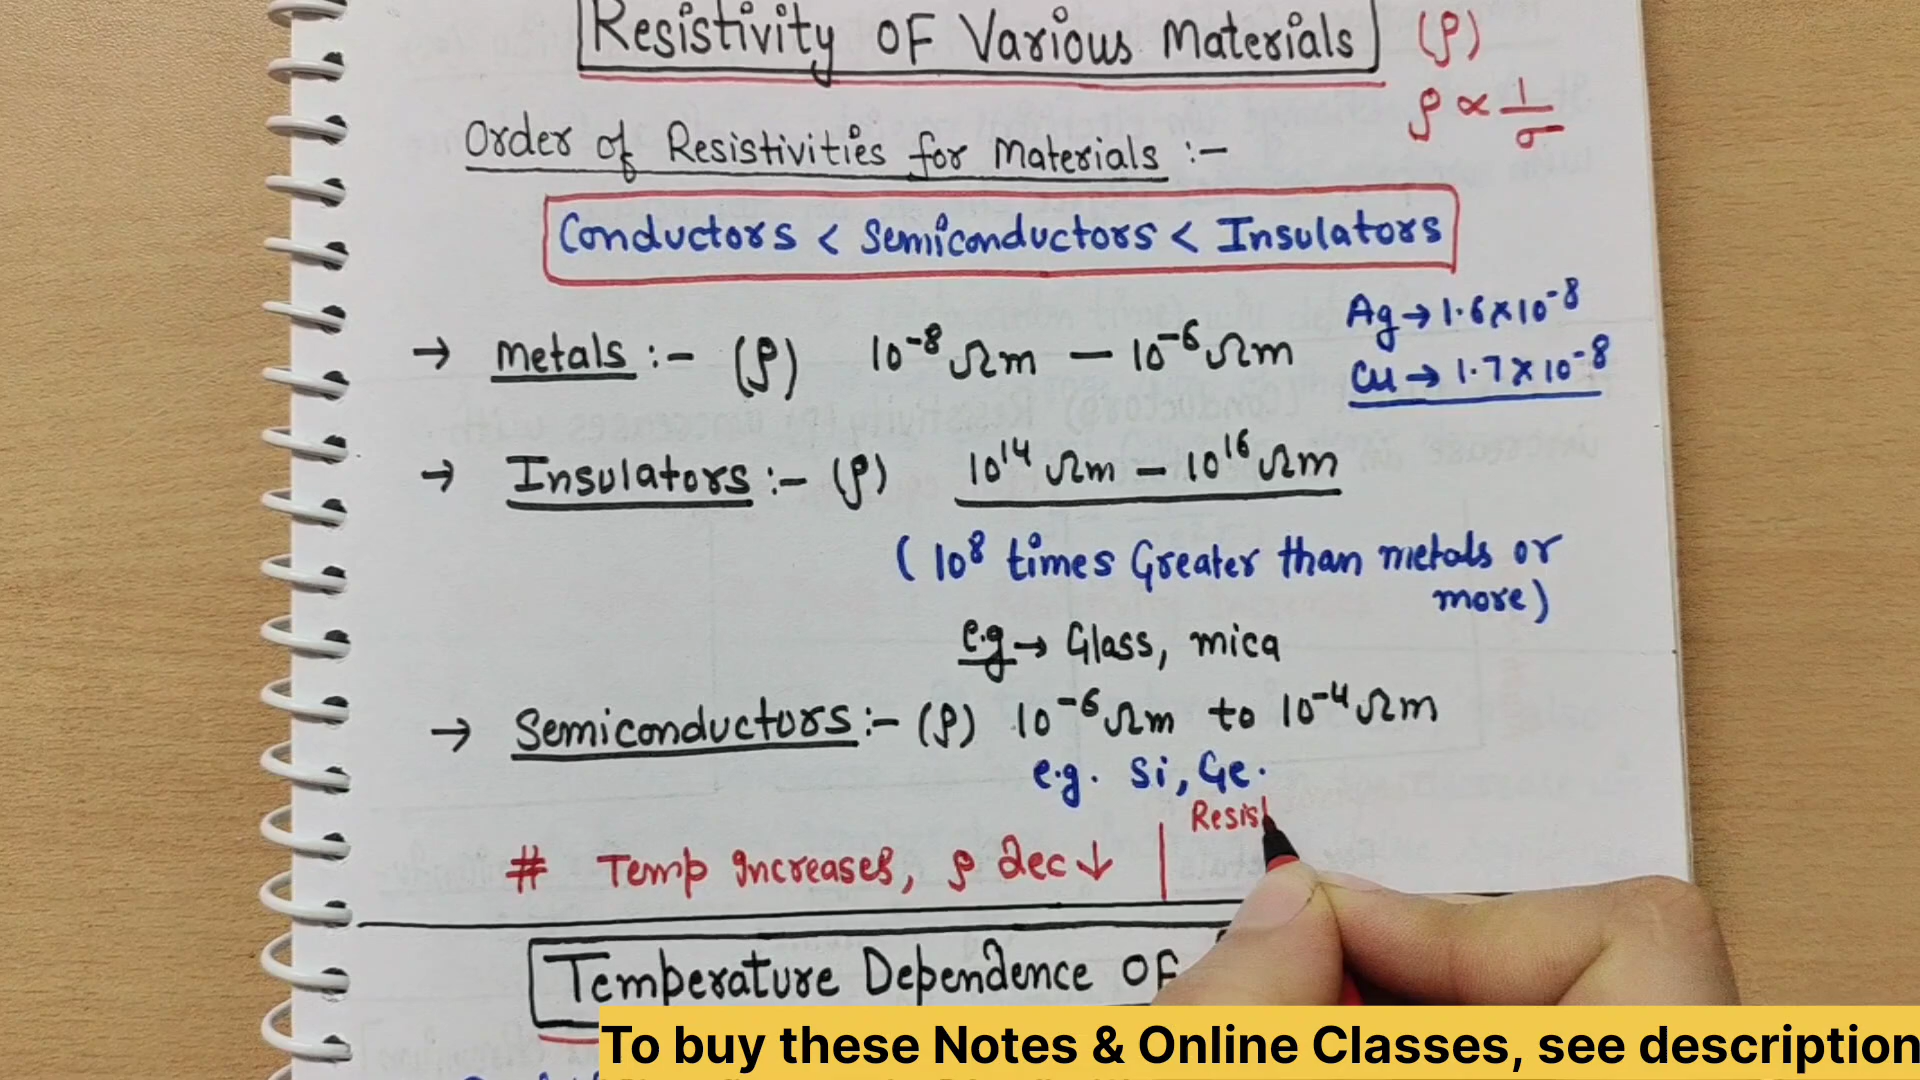 Resistivity OF Various Materials (ρ)
ρ ∝ 1/σ
Order of Resistivities for Materials :-
Conductors < Semiconductors < Insulators
→ Metals :- (ρ) 10⁻⁸ Ωm — 10⁻⁶ Ωm
Ag → 1.6×10⁻⁸
Cu → 1.7×10⁻⁸
→ Insulators :- (ρ) 10¹⁴ Ωm — 10¹⁶ Ωm
( 10⁸ times Greater than metals or
more)
e.g → Glass, mica
→ Semiconductors :- (ρ) 10⁻⁶ Ωm to 10⁻⁴ Ωm
e.g. Si, Ge.
Resis
# Temp increases, ρ dec ↓ |
Temperature Dependence OF
To buy these Notes & Online Classes, see description